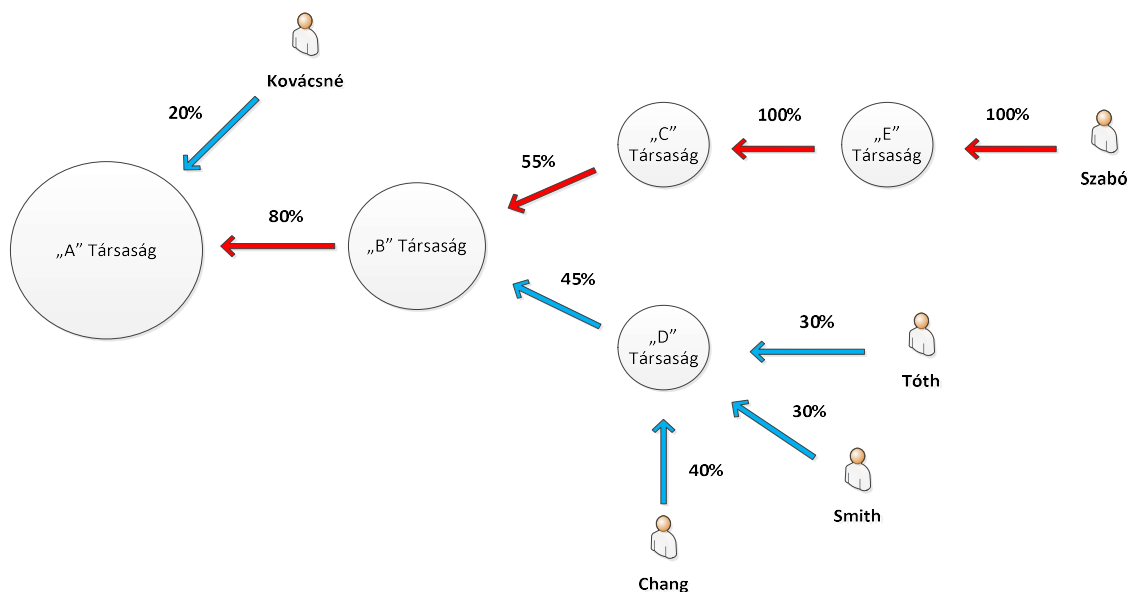 Kovácsné
20%
„C”
Társaság
100%
„E”
Társaság
100%
Szabó
55%
80%
„A” Társaság
„B” Társaság
45%
„D”
Társaság
30%
Tóth
30%
Smith
40%
Chang